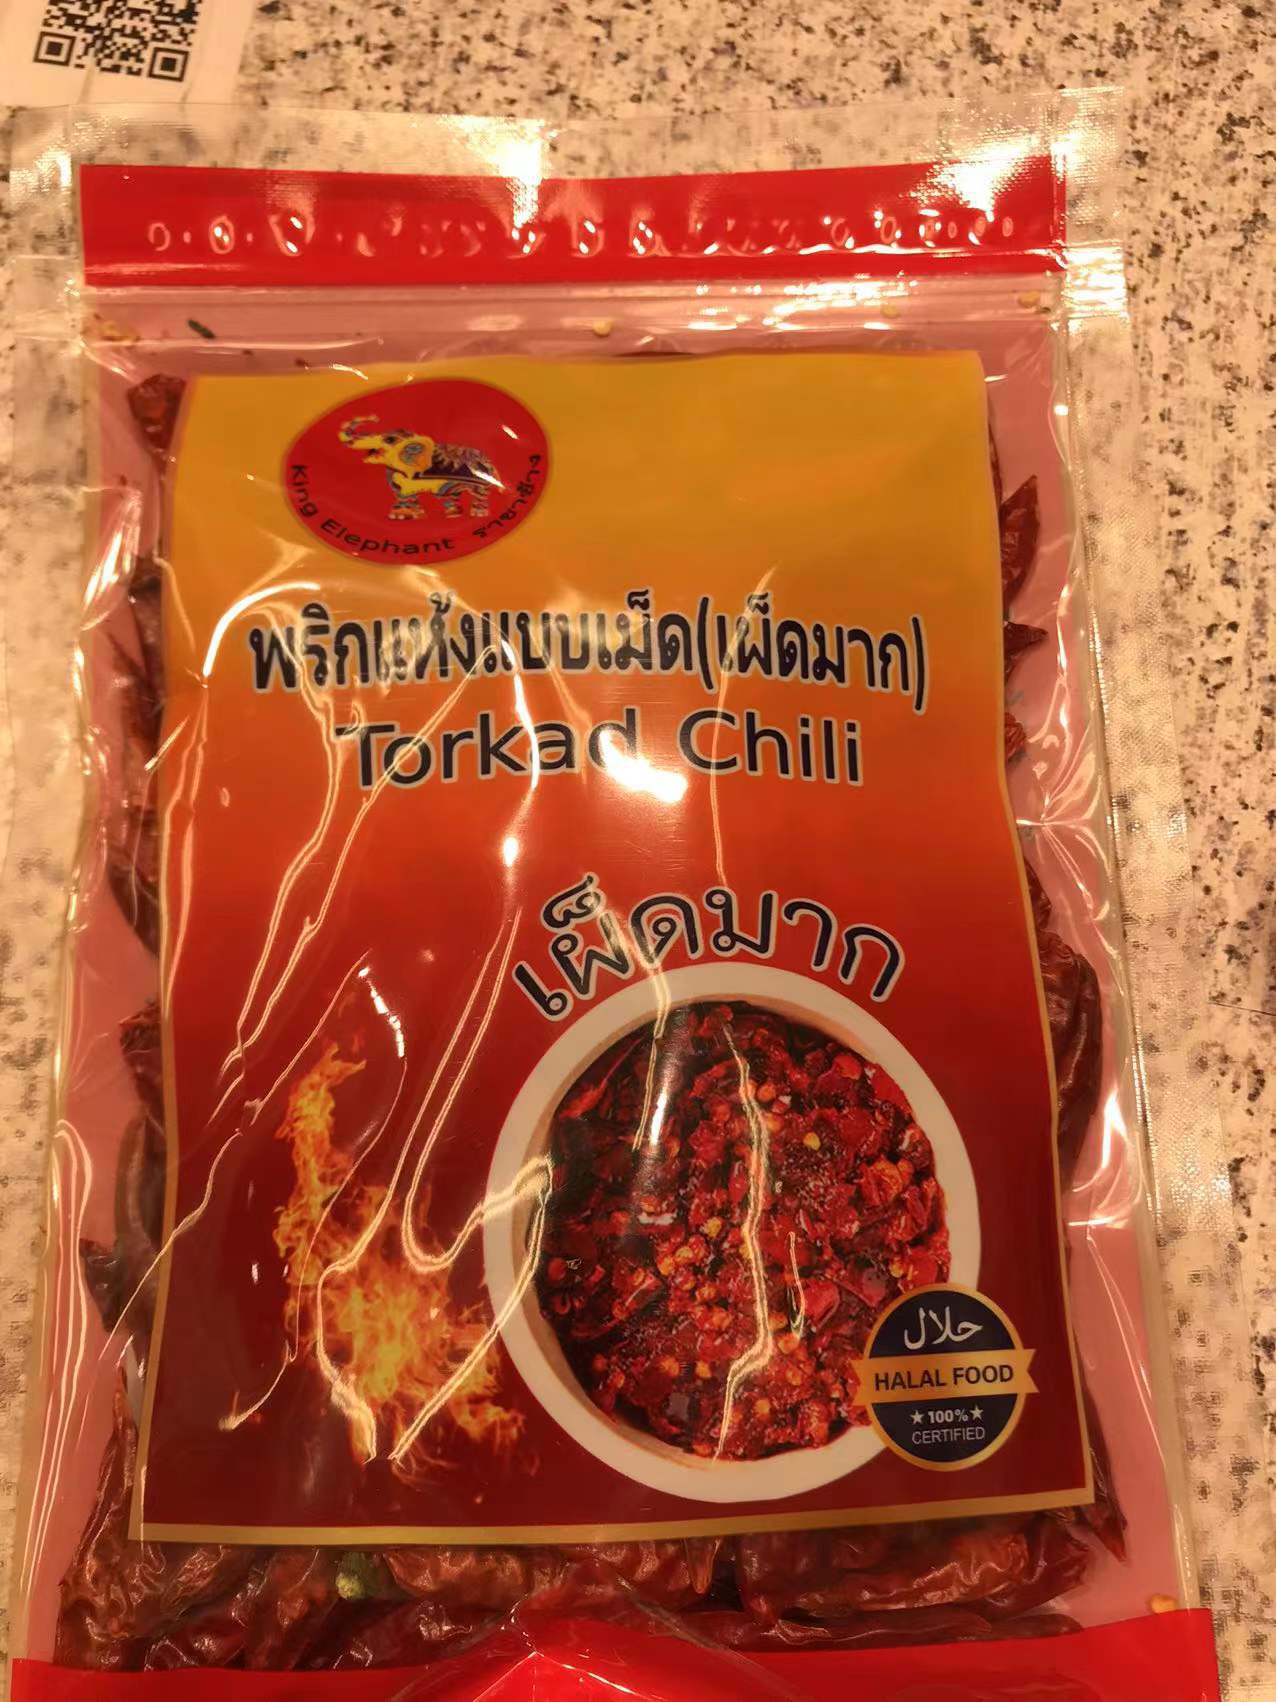 King Elephant ราชาช้าง
พริกแห้งแบบเม็ด(เผ็ดมาก)
Torkad Chili
เผ็ดมาก
حلال
HALAL FOOD
★100%★
CERTIFIED